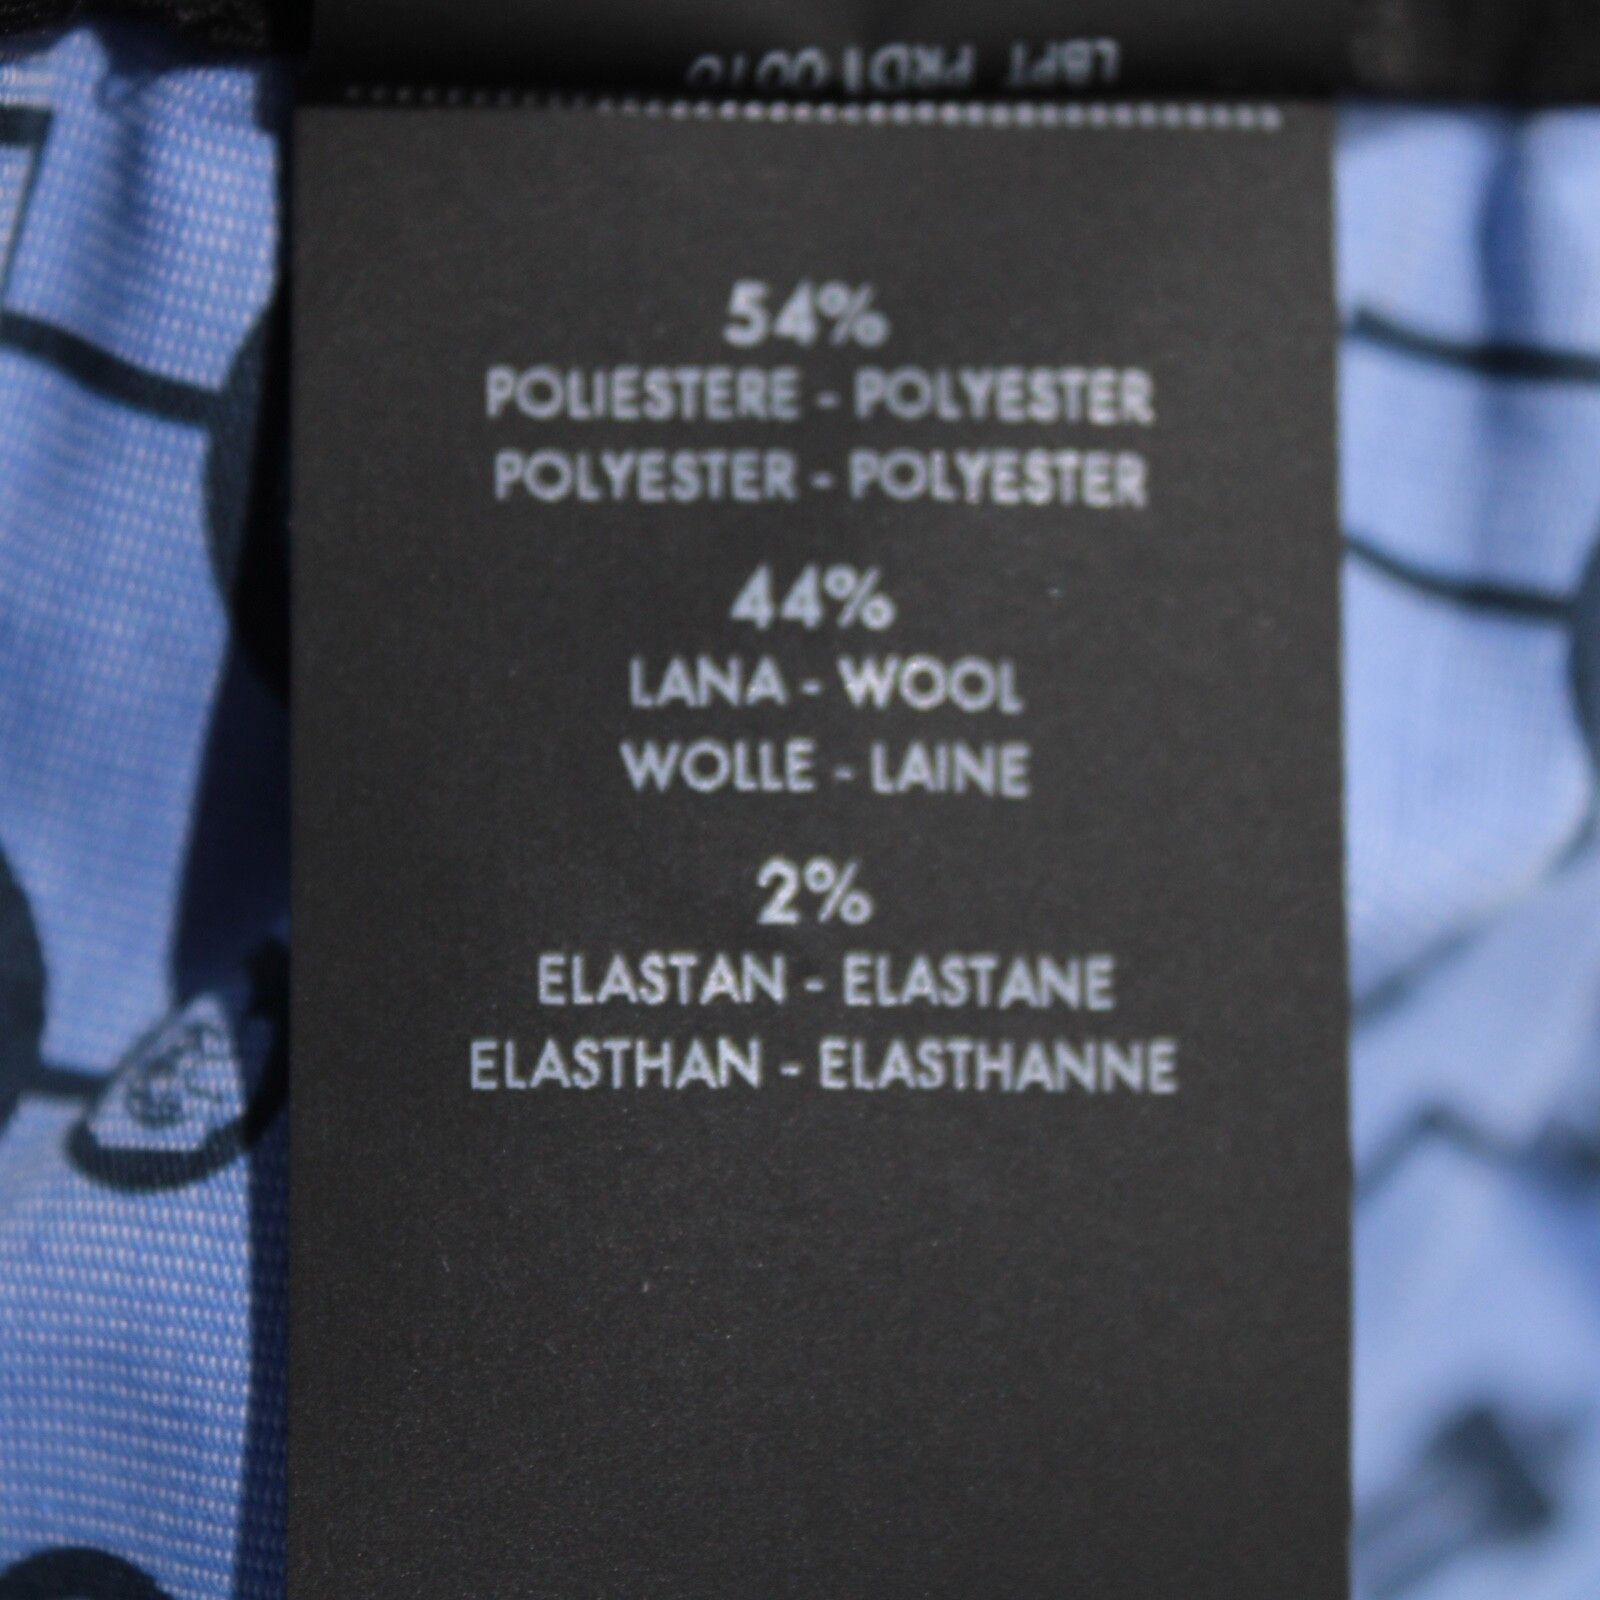 54%
POLIESTERE - POLYESTER
POLYESTER - POLYESTER
44%
LANA - WOOL
WOLLE - LAINE
2%
ELASTAN - ELASTANE
ELASTHAN - ELASTHANNE